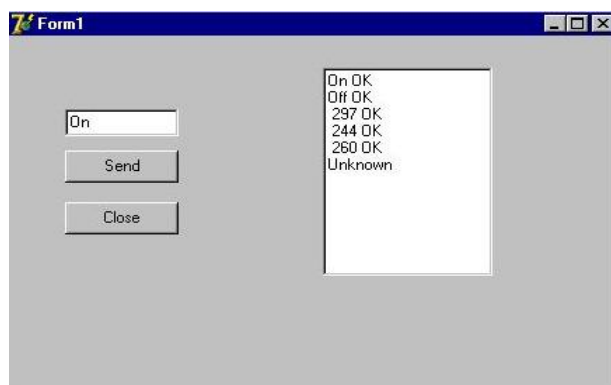 Form1
On
Send
Close
On OK
Off OK
297 OK
244 OK
260 OK
Unknown